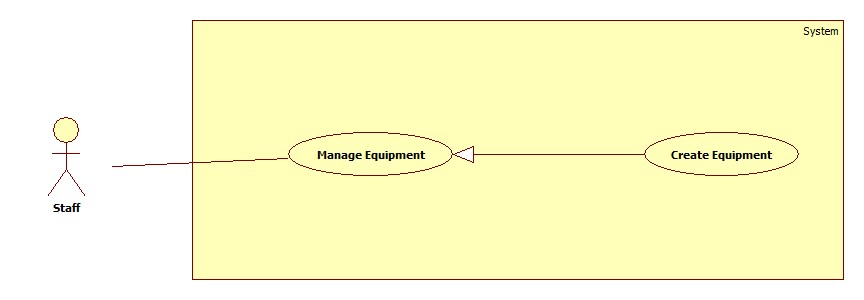 System
Manage Equipment
Create Equipment
Staff